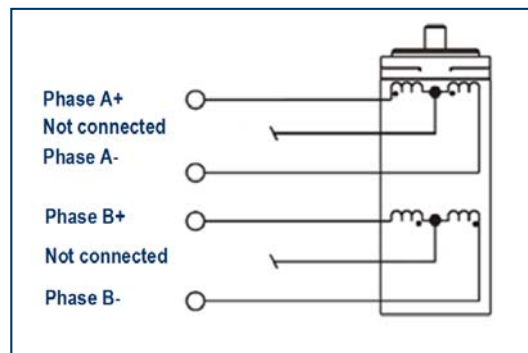 Phase A+
Not connected
Phase A-
Phase B+
Not connected
Phase B-